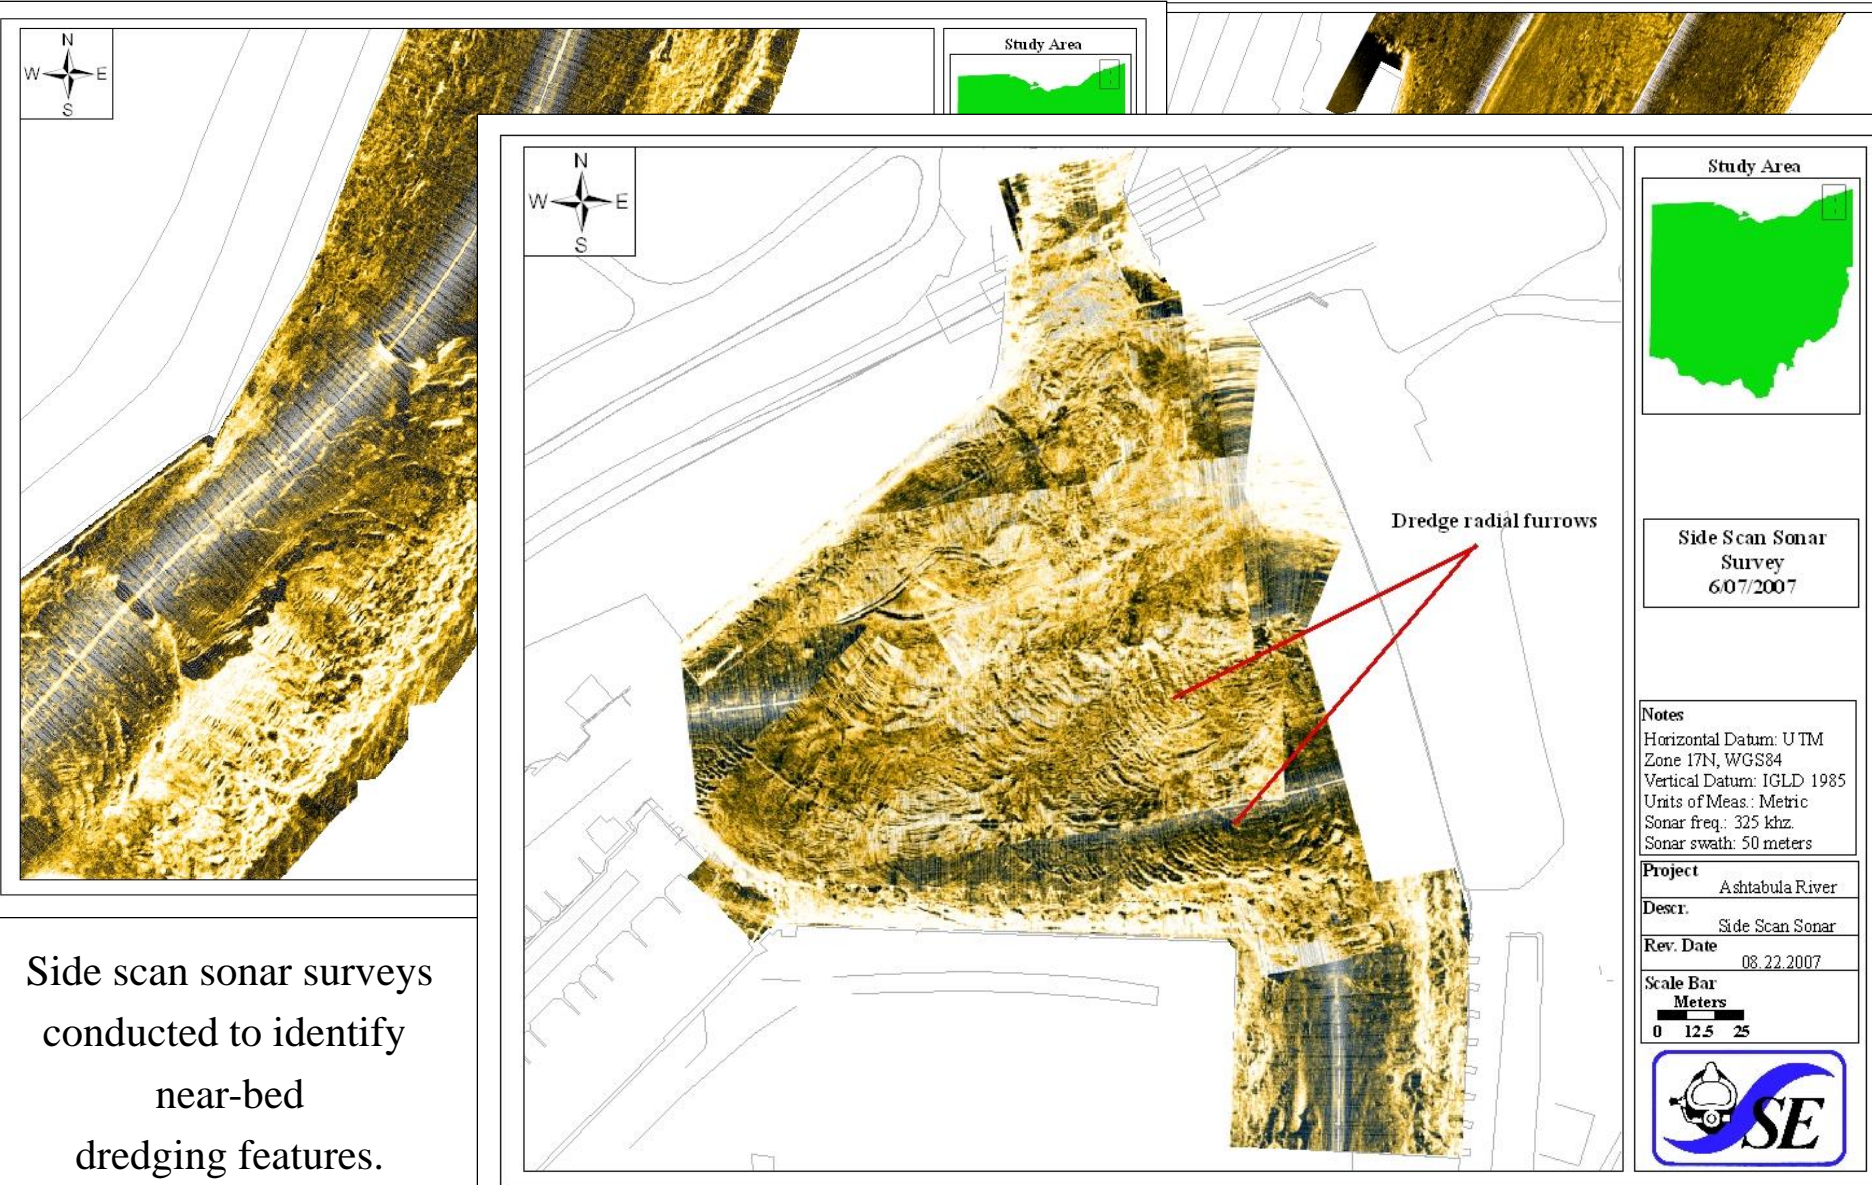 N
W E
S
Study Area
N
W E
S
Study Area
Dredge radial furrows
Side Scan Sonar
Survey
6/07/2007
Notes
Horizontal Datum: UTM
Zone 17N, WGS84
Vertical Datum: IGLD 1985
Units of Meas.: Metric
Sonar freq.: 325 khz.
Sonar swath: 50 meters
Project
Ashtabula River
Descr.
Side Scan Sonar
Rev. Date
08.22.2007
Scale Bar
Meters
0 12.5 25
SSE
Side scan sonar surveys
conducted to identify
near-bed
dredging features.